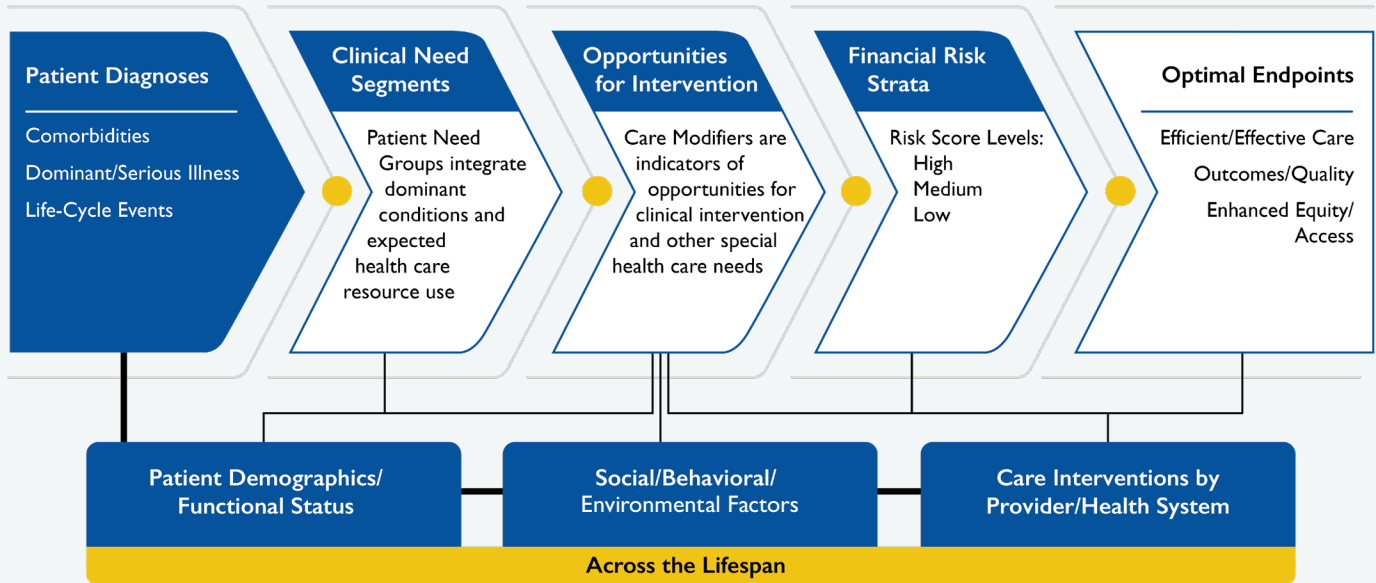 Patient Diagnoses
Comorbidities
Dominant/Serious Illness
Life-Cycle Events
Clinical Need
Segments
Patient Need
Groups integrate
dominant
conditions and
expected
health care
resource use
Opportunities
for Intervention
Care Modifiers are
indicators of
opportunities for
clinical intervention
and other special
health care needs
Financial Risk
Strata
Risk Score Levels:
High
Medium
Low
Optimal Endpoints
Efficient/Effective Care
Outcomes/Quality
Enhanced Equity/
Access
Patient Demographics/
Functional Status
Social/Behavioral/
Environmental Factors
Care Interventions by
Provider/Health System
Across the Lifespan